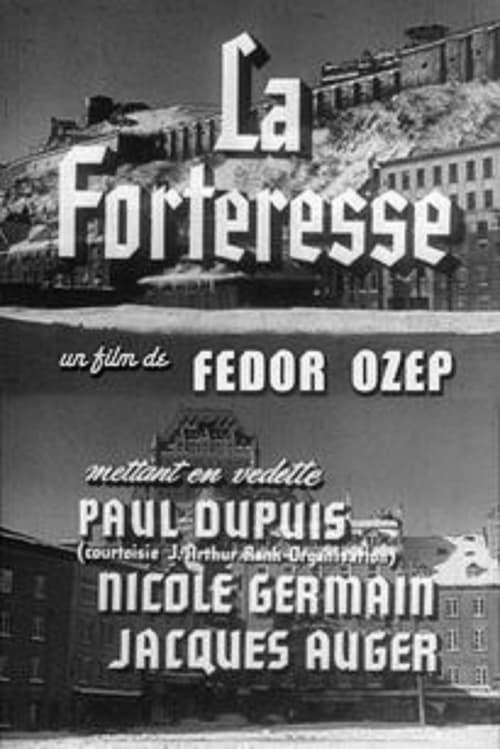 La
Forteresse
un film de FEDOR OZEP
mettant en vedette
PAUL DUPUIS
(courtoisie J. Arthur Rank Organisation)
NICOLE GERMAIN
JACQUES AUGER